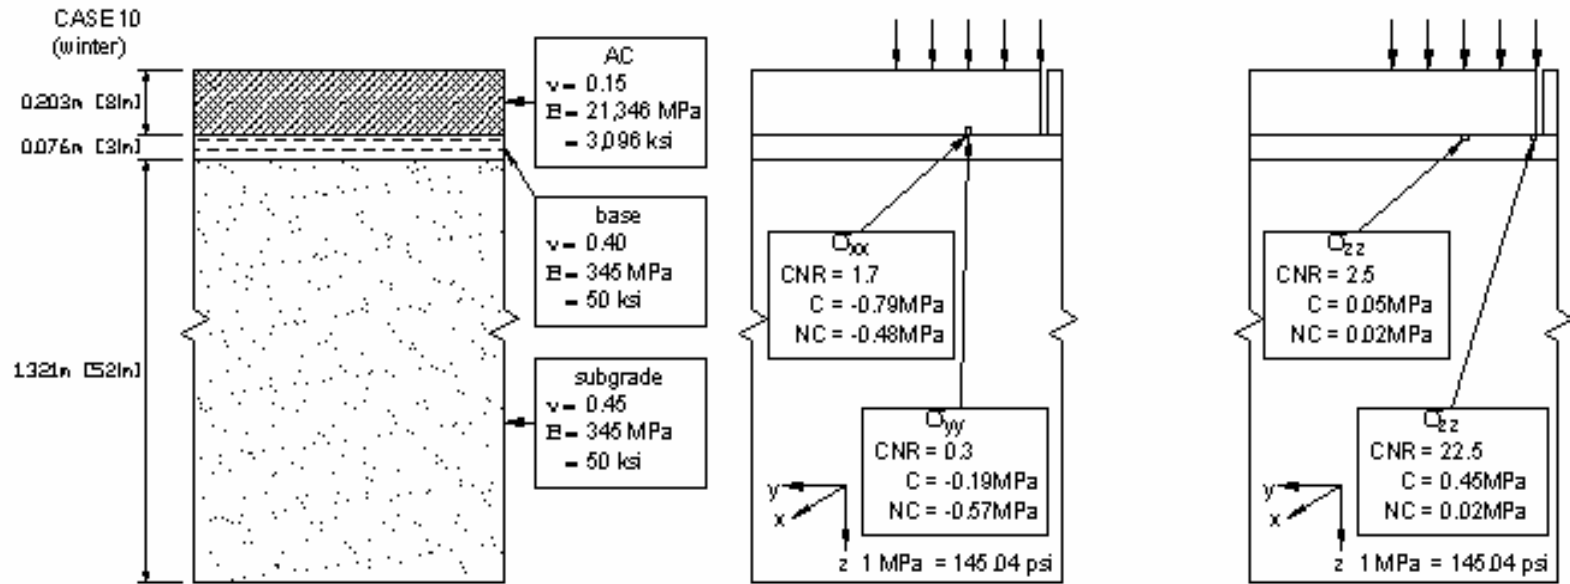 CASE 10
(winter)
0.203m [8in]
0.076m [3in]
1.321m [52in]
AC
v = 0.15
E = 21,346 MPa
= 3,096 ksi
base
v = 0.40
E = 345 MPa
= 50 ksi
subgrade
v = 0.45
E = 345 MPa
= 50 ksi
σxx
CNR = 1.7
C = -0.79MPa
NC = -0.48MPa
σyy
CNR = 0.3
C = -0.19MPa
NC = -0.57MPa
y
x
z
1 MPa = 145.04 psi
σzz
CNR = 2.5
C = 0.05MPa
NC = 0.02MPa
σzz
CNR = 22.5
C = 0.45MPa
NC = 0.02MPa
y
x
z
1 MPa = 145.04 psi